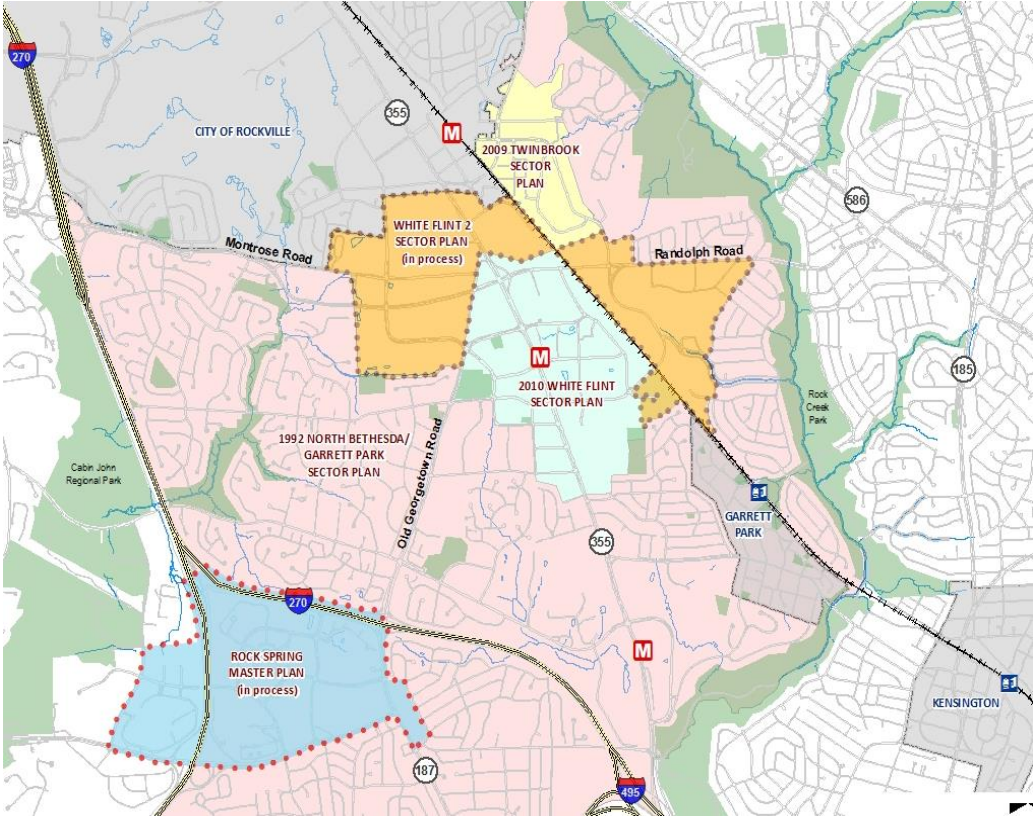 270
CITY OF ROCKVILLE
355
M
2009 TWINBROOK
SECTOR
PLAN
586
WHITE FLINT 2
SECTOR PLAN
(in process)
Montrose Road
Randolph Road
M
2010 WHITE FLINT
SECTOR PLAN
185
Rock
Creek
Park
1992 NORTH BETHESDA/
GARRETT PARK
SECTOR PLAN
Old Georgetown Road
Cabin John
Regional Park
GARRETT
PARK
355
270
M
ROCK SPRING
MASTER PLAN
(in process)
KENSINGTON
187
495